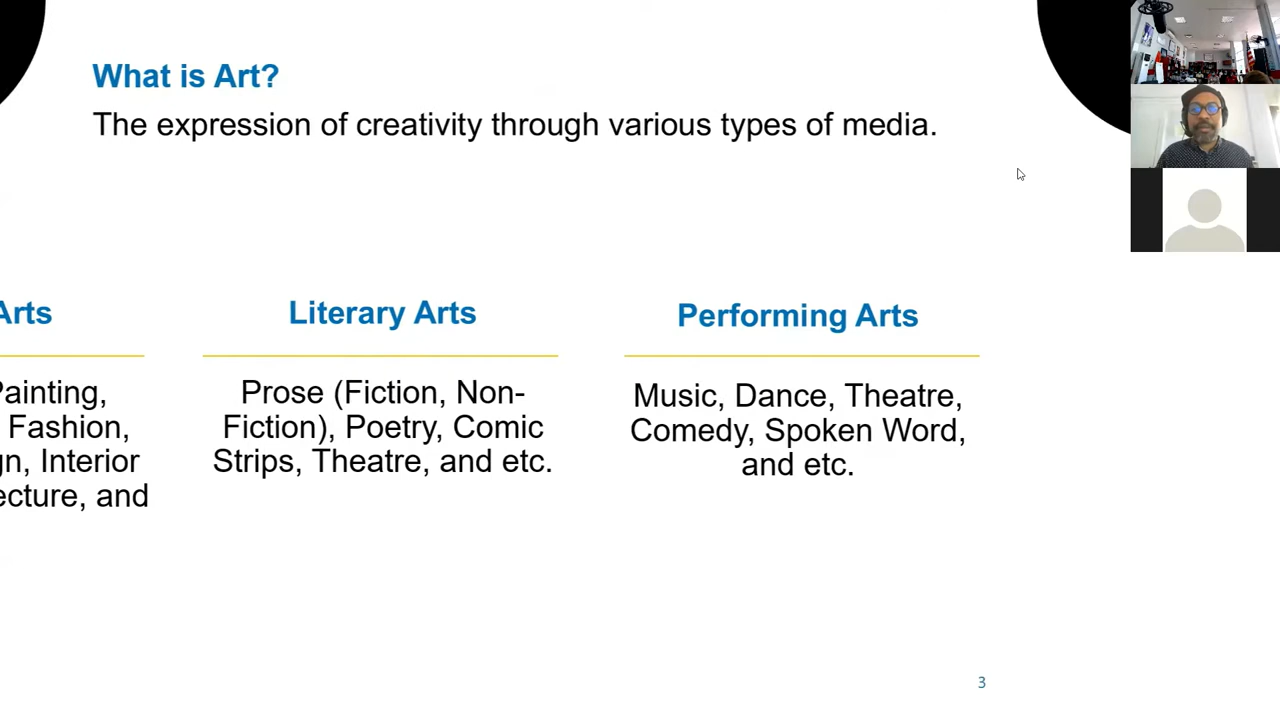 What is Art?
The expression of creativity through various types of media.
Arts
Painting,
Fashion,
Interior
and
Literary Arts
Prose (Fiction, Non-
Fiction), Poetry, Comic
Strips, Theatre, and etc.
Performing Arts
Music, Dance, Theatre,
Comedy, Spoken Word,
and etc.
3